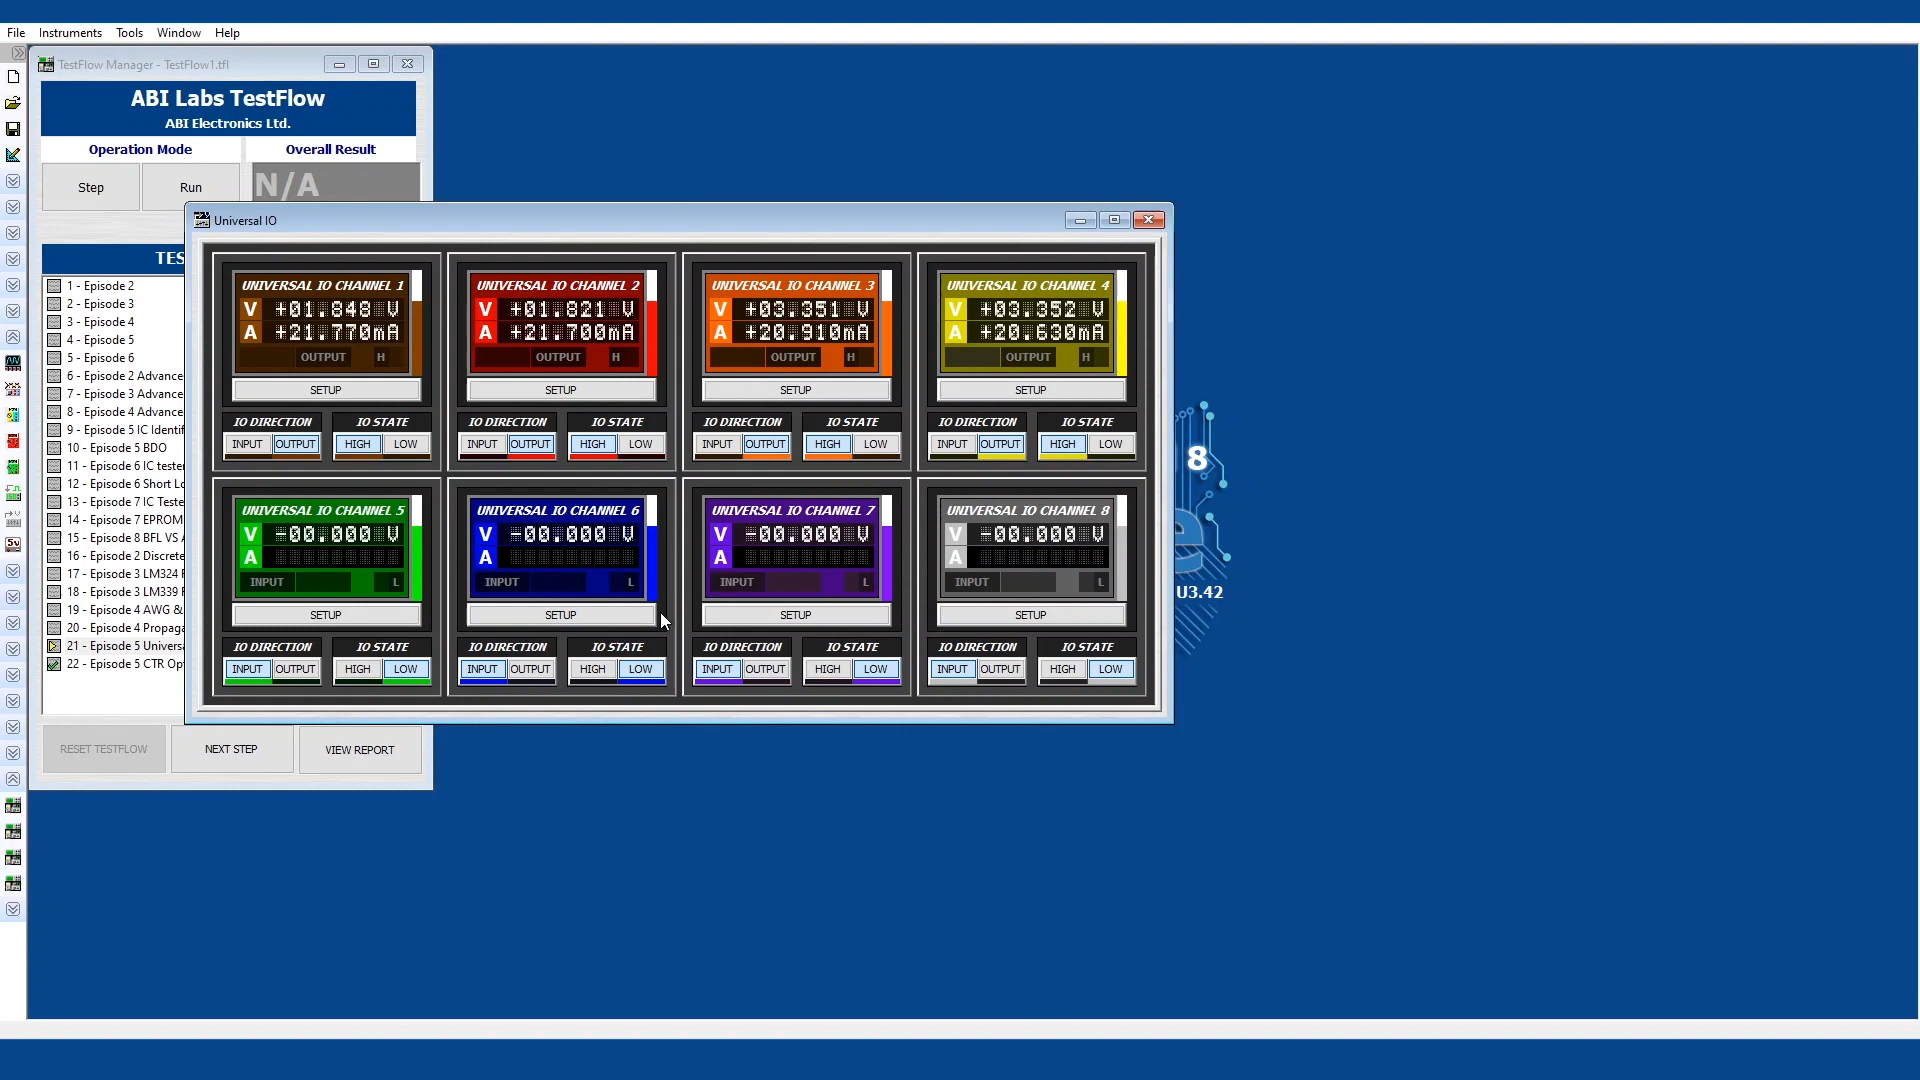 File Instruments Tools Window Help
TestFlow Manager - TestFlow1.tfl
ABI Labs TestFlow
ABI Electronics Ltd.
Operation Mode Overall Result
Step Run N/A
TES
1 - Episode 2
2 - Episode 3
3 - Episode 4
4 - Episode 5
5 - Episode 6
6 - Episode 2 Advance
7 - Episode 3 Advance
8 - Episode 4 Advance
9 - Episode 5 IC Identif
10 - Episode 5 BDO
11 - Episode 6 IC tester
12 - Episode 6 Short Lo
13 - Episode 7 IC Teste
14 - Episode 7 EPROM
15 - Episode 8 BFL VS A
16 - Episode 2 Discrete
17 - Episode 3 LM324 F
18 - Episode 3 LM339 F
19 - Episode 4 AWG &
20 - Episode 4 Propaga
21 - Episode 5 Universa
22 - Episode 5 CTR Op
RESET TESTFLOW NEXT STEP VIEW REPORT
Universal IO
UNIVERSAL IO CHANNEL 1
V +01.848 V
A +21.770mA
OUTPUT H
SETUP
IO DIRECTION IO STATE
INPUT OUTPUT HIGH LOW
UNIVERSAL IO CHANNEL 2
V +01.821 V
A +21.700mA
OUTPUT H
SETUP
IO DIRECTION IO STATE
INPUT OUTPUT HIGH LOW
UNIVERSAL IO CHANNEL 3
V +03.351 V
A +20.910mA
OUTPUT H
SETUP
IO DIRECTION IO STATE
INPUT OUTPUT HIGH LOW
UNIVERSAL IO CHANNEL 4
V +03.352 V
A +20.630mA
OUTPUT H
SETUP
IO DIRECTION IO STATE
INPUT OUTPUT HIGH LOW
UNIVERSAL IO CHANNEL 5
V -00.000 V
A
INPUT L
SETUP
IO DIRECTION IO STATE
INPUT OUTPUT HIGH LOW
UNIVERSAL IO CHANNEL 6
V -00.000 V
A
INPUT L
SETUP
IO DIRECTION IO STATE
INPUT OUTPUT HIGH LOW
UNIVERSAL IO CHANNEL 7
V -00.000 V
A
INPUT L
SETUP
IO DIRECTION IO STATE
INPUT OUTPUT HIGH LOW
UNIVERSAL IO CHANNEL 8
V -00.000 V
A
INPUT L
SETUP
IO DIRECTION IO STATE
INPUT OUTPUT HIGH LOW
8
e
U3.42
5V